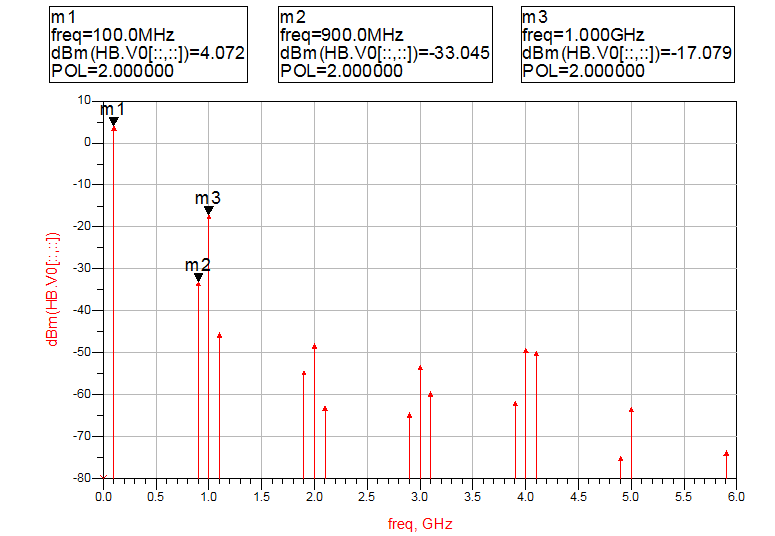 m1
freq=100.0MHz
dBm(HB.V0[::,::])=4.072
POL=2.000000
m2
freq=900.0MHz
dBm(HB.V0[::,::])=-33.045
POL=2.000000
m3
freq=1.000GHz
dBm(HB.V0[::,::])=-17.079
POL=2.000000
10
0
-10
-20
-30
-40
-50
-60
-70
-80
dBm(HB.V0[::,::])
m1
m3
m2
0.0 0.5 1.0 1.5 2.0 2.5 3.0 3.5 4.0 4.5 5.0 5.5 6.0
freq, GHz